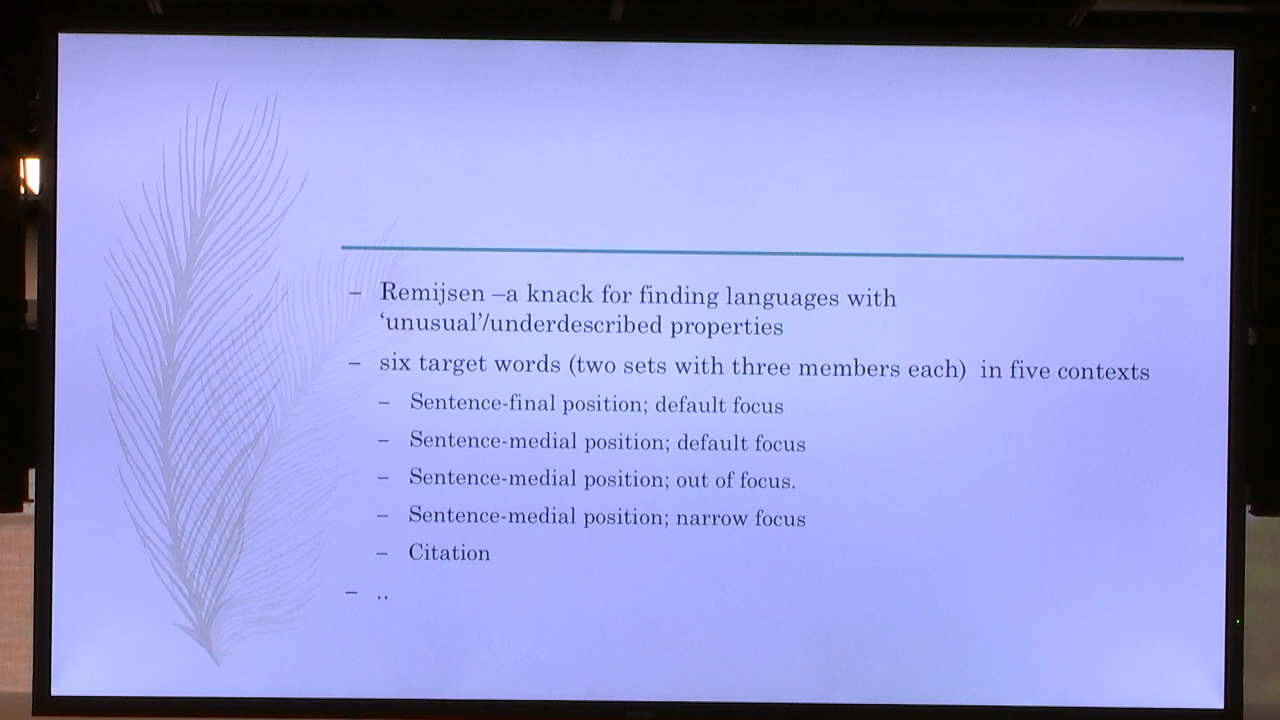 – Remijsen –a knack for finding languages with
‘unusual’/underdescribed properties
– six target words (two sets with three members each)  in five contexts
– Sentence-final position; default focus
– Sentence-medial position; default focus
– Sentence-medial position; out of focus.
– Sentence-medial position; narrow focus
– Citation
– ..